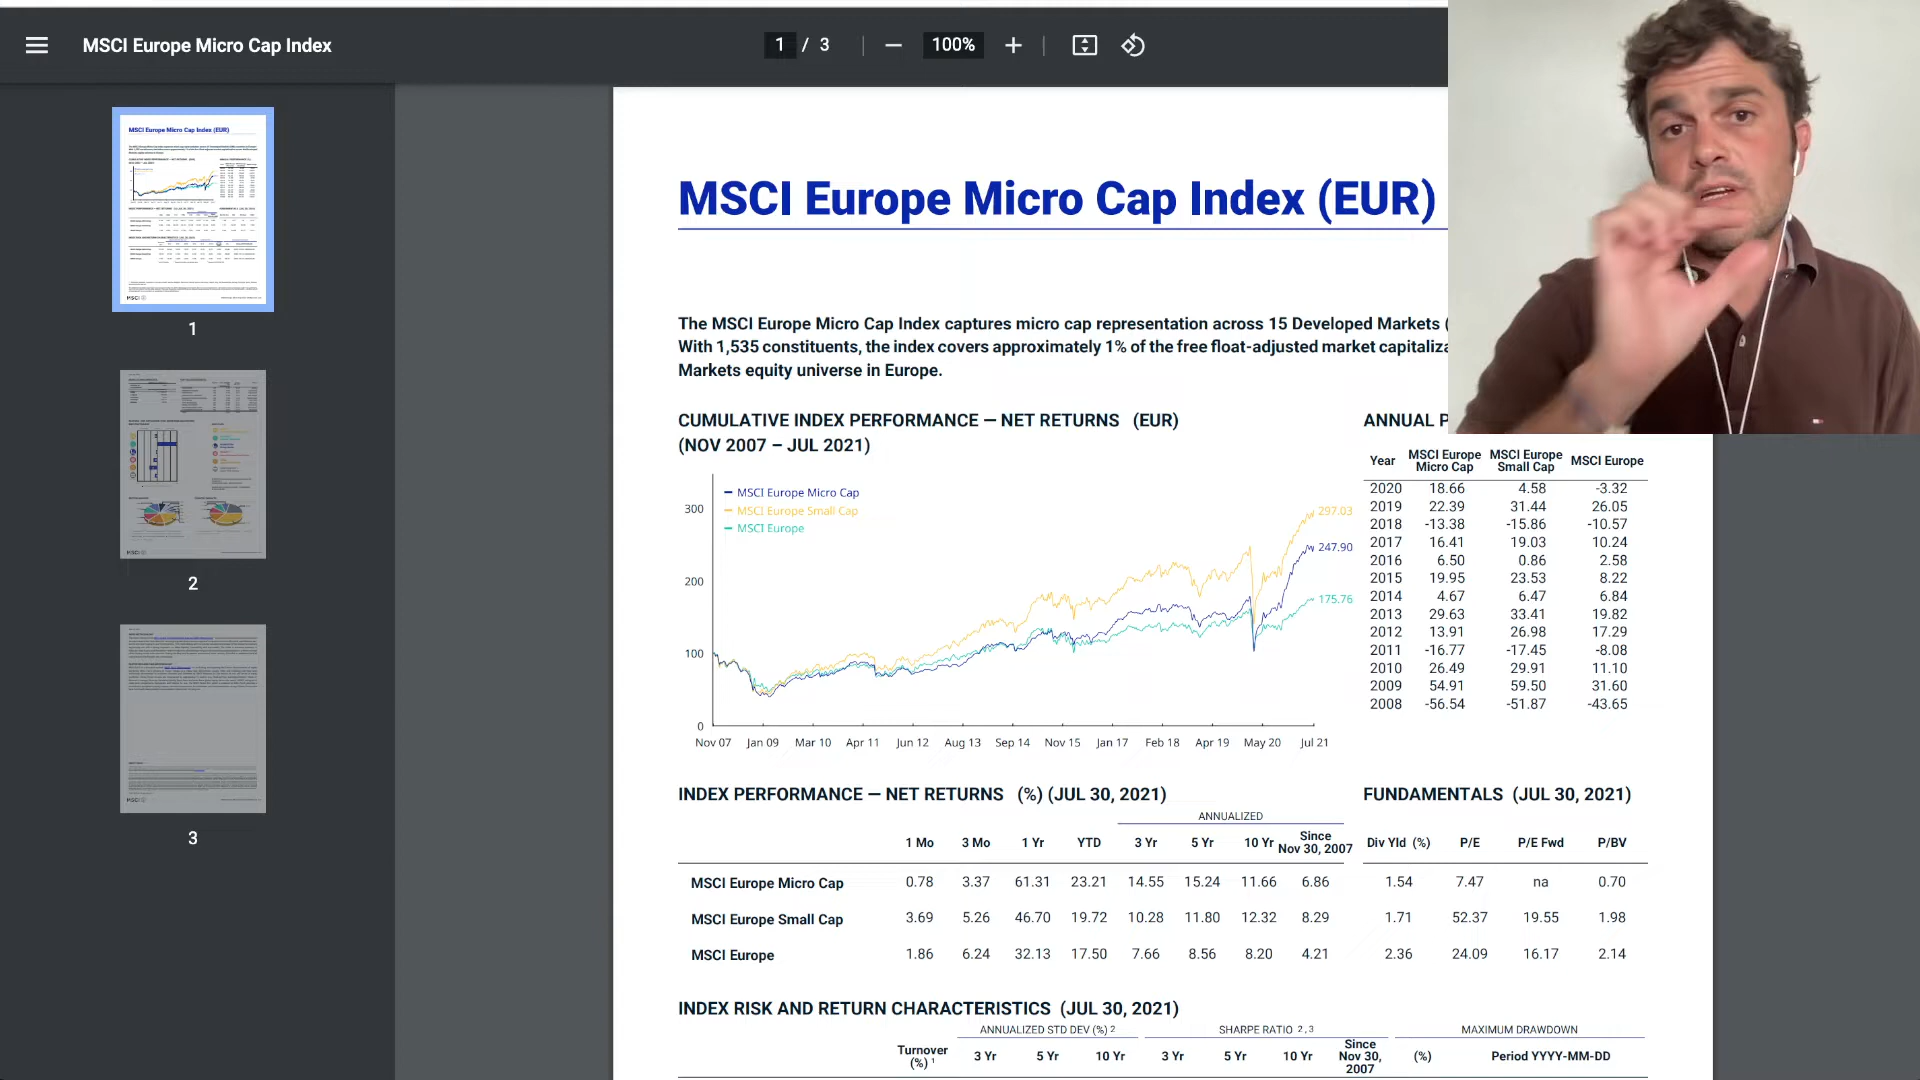 MSCI Europe Micro Cap Index
1 / 3
100%
MSCI Europe Micro Cap Index (EUR)
1
2
3
MSCI Europe Micro Cap Index (EUR)
The MSCI Europe Micro Cap Index captures micro cap representation across 15 Developed Markets (
With 1,535 constituents, the index covers approximately 1% of the free float-adjusted market capitaliza
Markets equity universe in Europe.
CUMULATIVE INDEX PERFORMANCE — NET RETURNS (EUR)
(NOV 2007 – JUL 2021)
MSCI Europe Micro Cap
MSCI Europe Small Cap
MSCI Europe
300
200
100
0
297.03
247.90
175.76
Nov 07 Jan 09 Mar 10 Apr 11 Jun 12 Aug 13 Sep 14 Nov 15 Jan 17 Feb 18 Apr 19 May 20 Jul 21
ANNUAL P
Year MSCI Europe Micro Cap MSCI Europe Small Cap MSCI Europe
2020 18.66 4.58 -3.32
2019 22.39 31.44 26.05
2018 -13.38 -15.86 -10.57
2017 16.41 19.03 10.24
2016 6.50 0.86 2.58
2015 19.95 23.53 8.22
2014 4.67 6.47 6.84
2013 29.63 33.41 19.82
2012 13.91 26.98 17.29
2011 -16.77 -17.45 -8.08
2010 26.49 29.91 11.10
2009 54.91 59.50 31.60
2008 -56.54 -51.87 -43.65
INDEX PERFORMANCE — NET RETURNS (%) (JUL 30, 2021)
ANNUALIZED
1 Mo 3 Mo 1 Yr YTD 3 Yr 5 Yr 10 Yr Since Nov 30, 2007
MSCI Europe Micro Cap 0.78 3.37 61.31 23.21 14.55 15.24 11.66 6.86
MSCI Europe Small Cap 3.69 5.26 46.70 19.72 10.28 11.80 12.32 8.29
MSCI Europe 1.86 6.24 32.13 17.50 7.66 8.56 8.20 4.21
FUNDAMENTALS (JUL 30, 2021)
Div Yld (%) P/E P/E Fwd P/BV
1.54 7.47 na 0.70
1.71 52.37 19.55 1.98
2.36 24.09 16.17 2.14
INDEX RISK AND RETURN CHARACTERISTICS (JUL 30, 2021)
ANNUALIZED STD DEV (%) 2 SHARPE RATIO 2,3 MAXIMUM DRAWDOWN
Turnover (%) 1 3 Yr 5 Yr 10 Yr 3 Yr 5 Yr 10 Yr Since Nov 30, 2007 (%) Period YYYY-MM-DD